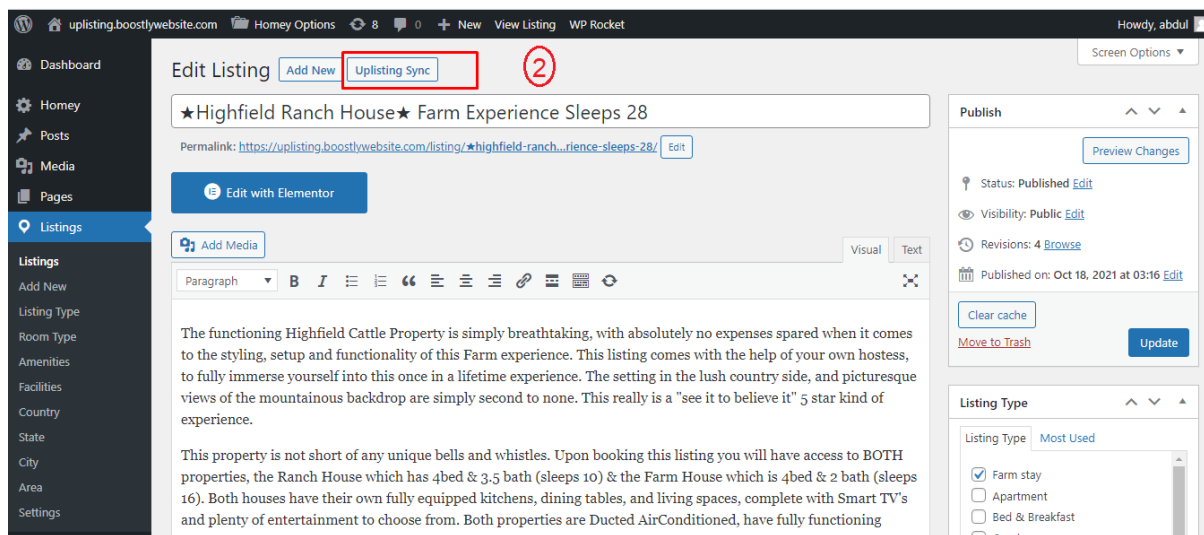 uplisting.boostlywebsite.com Homey Options 8 0 New View Listing WP Rocket Howdy, abdul
Screen Options
Dashboard
Homey
Posts
Media
Pages
Listings
Listings
Add New
Listing Type
Room Type
Amenities
Facilities
Country
State
City
Area
Settings
Edit Listing Add New Uplisting Sync 2
★Highfield Ranch House★ Farm Experience Sleeps 28
Permalink: https://uplisting.boostlywebsite.com/listing/★highfield-ranch...rience-sleeps-28/ Edit
Edit with Elementor
Add Media Visual Text
Paragraph B I
The functioning Highfield Cattle Property is simply breathtaking, with absolutely no expenses spared when it comes
to the styling, setup and functionality of this Farm experience. This listing comes with the help of your own hostess,
to fully immerse yourself into this once in a lifetime experience. The setting in the lush country side, and picturesque
views of the mountainous backdrop are simply second to none. This really is a "see it to believe it" 5 star kind of
experience.
This property is not short of any unique bells and whistles. Upon booking this listing you will have access to BOTH
properties, the Ranch House which has 4bed & 3.5 bath (sleeps 10) & the Farm House which is 4bed & 2 bath (sleeps
16). Both houses have their own fully equipped kitchens, dining tables, and living spaces, complete with Smart TV's
and plenty of entertainment to choose from. Both properties are Ducted AirConditioned, have fully functioning
Publish
Preview Changes
Status: Published Edit
Visibility: Public Edit
Revisions: 4 Browse
Published on: Oct 18, 2021 at 03:16 Edit
Clear cache
Move to Trash Update
Listing Type
Listing Type Most Used
Farm stay
Apartment
Bed & Breakfast